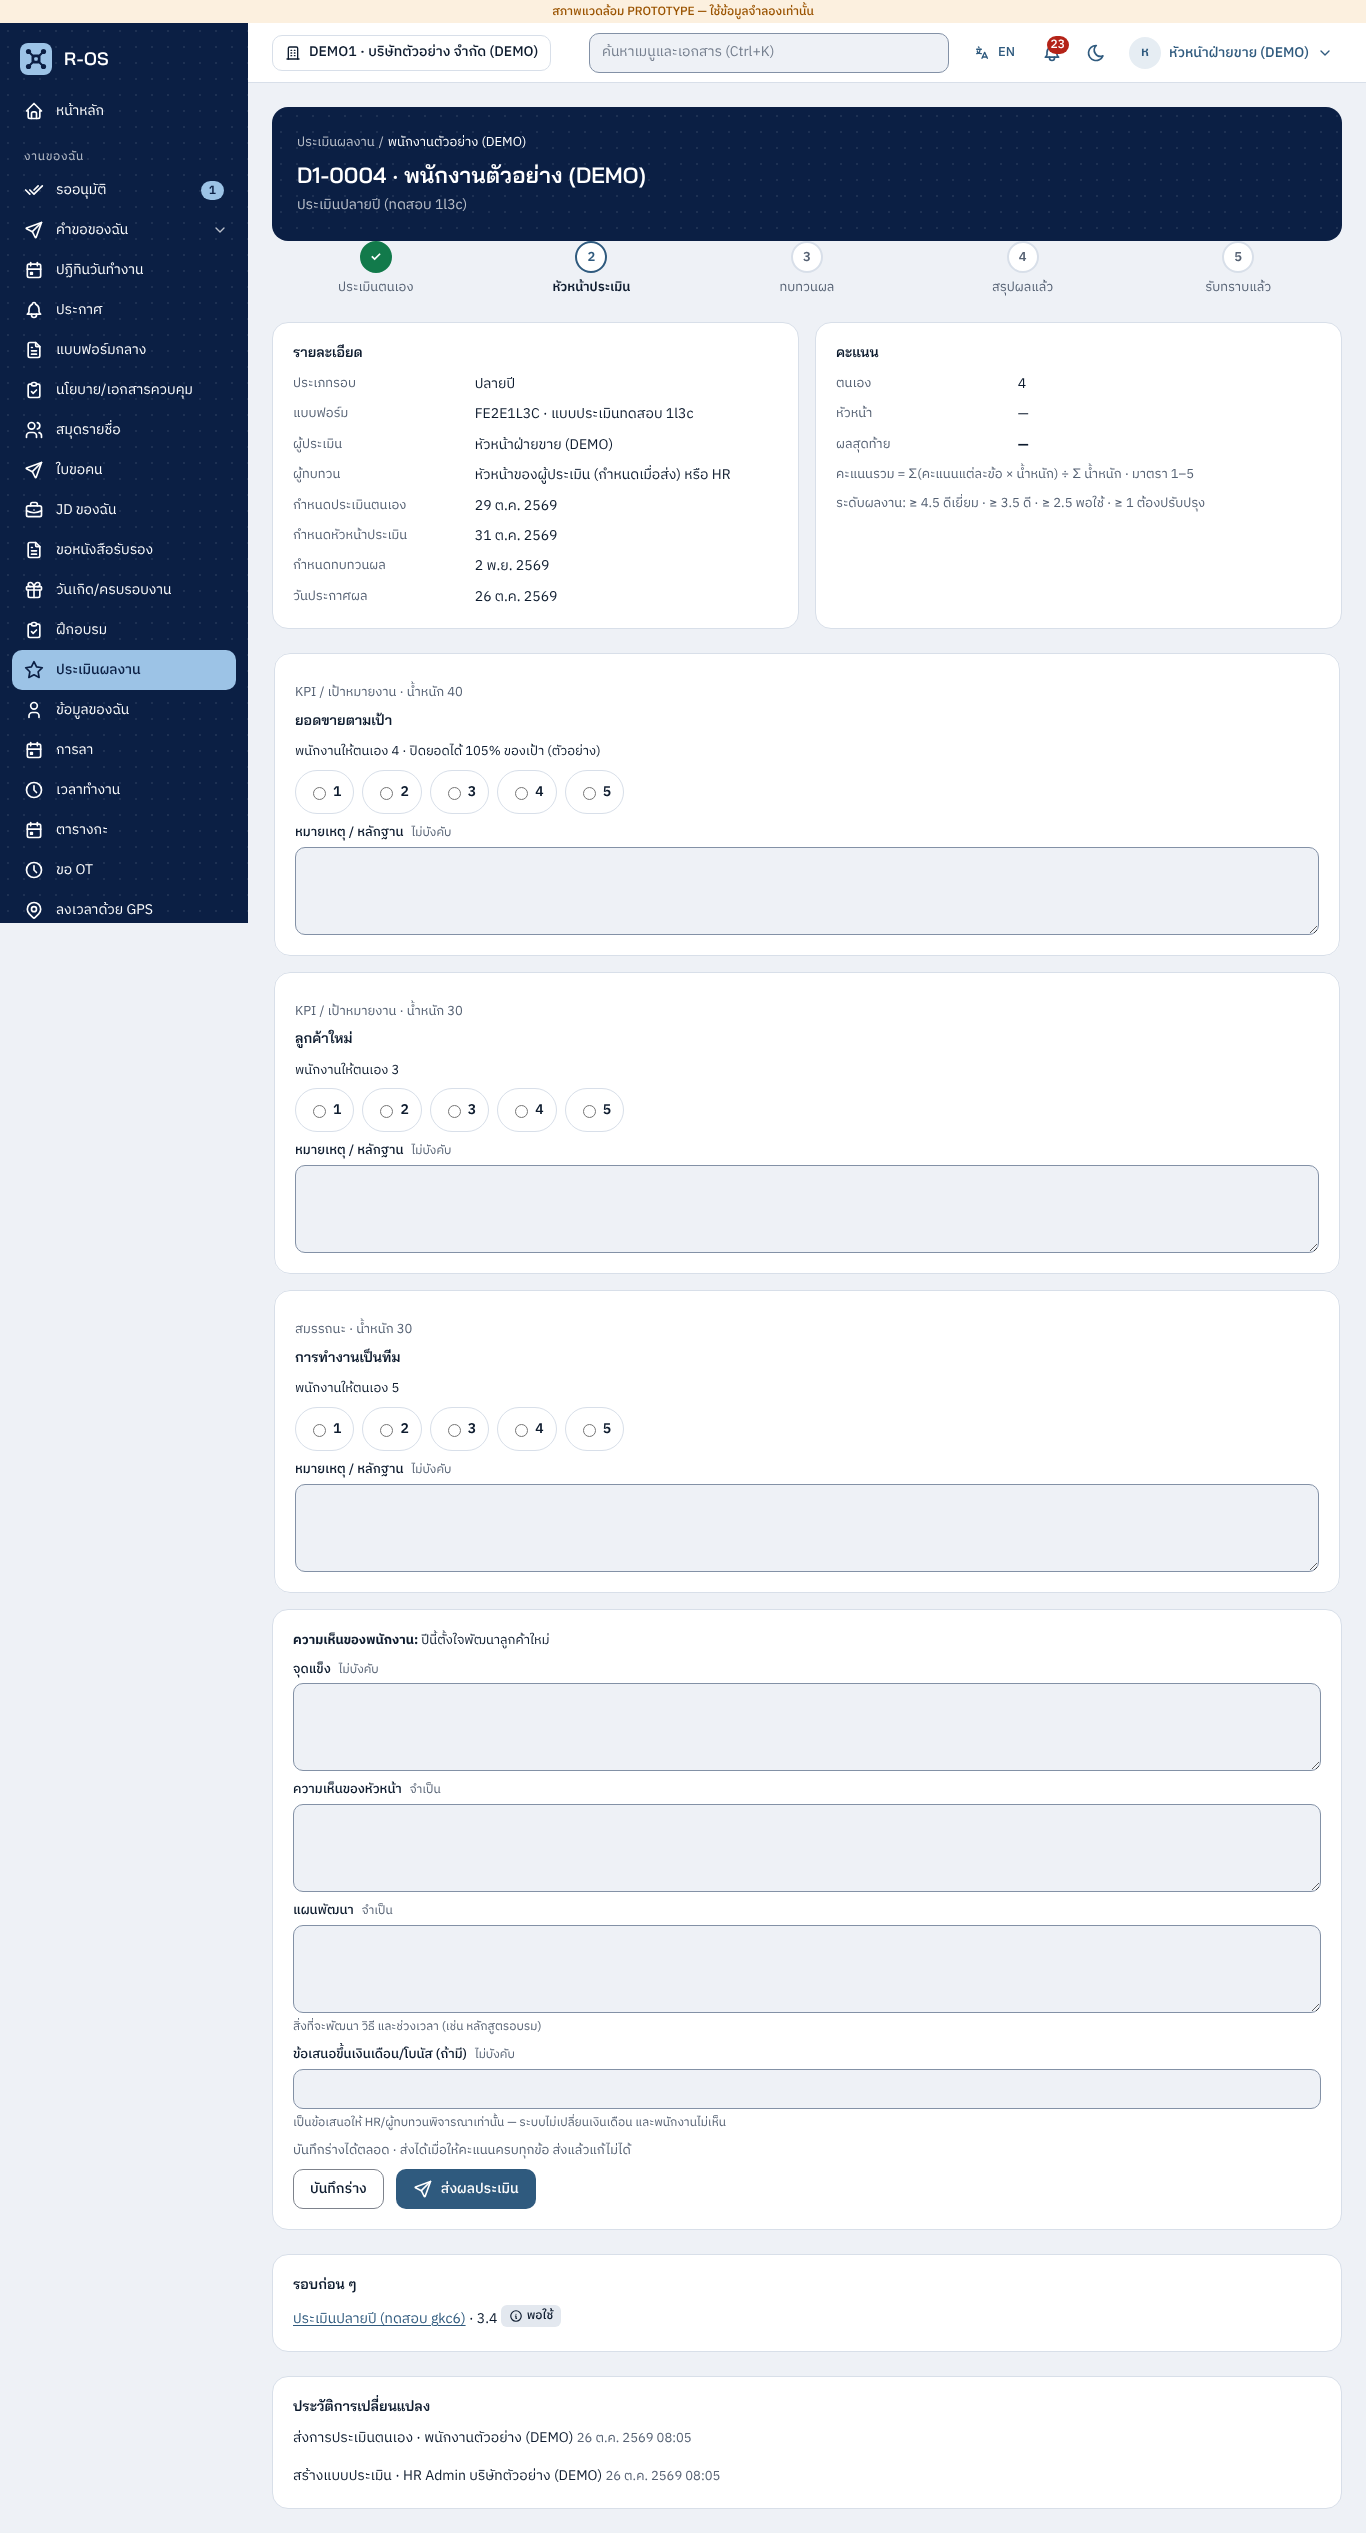 สภาพแวดล้อม PROTOTYPE — ใช้ข้อมูลจำลองเท่านั้น
R-OS
DEMO1 · บริษัทตัวอย่าง จำกัด (DEMO)
ค้นหาเมนูและเอกสาร (Ctrl+K)
EN
23
ห
หัวหน้าฝ่ายขาย (DEMO)
หน้าหลัก
งานของฉัน
รออนุมัติ 1
คำขอของฉัน
ปฏิทินวันทำงาน
ประกาศ
แบบฟอร์มกลาง
นโยบาย/เอกสารควบคุม
สมุดรายชื่อ
ใบขอคน
JD ของฉัน
ขอหนังสือรับรอง
วันเกิด/ครบรอบงาน
ฝึกอบรม
ประเมินผลงาน
ข้อมูลของฉัน
การลา
เวลาทำงาน
ตารางกะ
ขอ OT
ลงเวลาด้วย GPS
ประเมินผลงาน / พนักงานตัวอย่าง (DEMO)
D1-0004 · พนักงานตัวอย่าง (DEMO)
ประเมินปลายปี (ทดสอบ 1l3c)
ประเมินตนเอง
2 หัวหน้าประเมิน
3 ทบทวนผล
4 สรุปผลแล้ว
5 รับทราบแล้ว
รายละเอียด
ประเภทรอบ ปลายปี
แบบฟอร์ม FE2E1L3C · แบบประเมินทดสอบ 1l3c
ผู้ประเมิน หัวหน้าฝ่ายขาย (DEMO)
ผู้ทบทวน หัวหน้าของผู้ประเมิน (กำหนดเมื่อส่ง) หรือ HR
กำหนดประเมินตนเอง 29 ต.ค. 2569
กำหนดหัวหน้าประเมิน 31 ต.ค. 2569
กำหนดทบทวนผล 2 พ.ย. 2569
วันประกาศผล 26 ต.ค. 2569
คะแนน
ตนเอง 4
หัวหน้า —
ผลสุดท้าย —
คะแนนรวม = Σ(คะแนนแต่ละข้อ × น้ำหนัก) ÷ Σ น้ำหนัก · มาตรา 1–5
ระดับผลงาน: ≥ 4.5 ดีเยี่ยม · ≥ 3.5 ดี · ≥ 2.5 พอใช้ · ≥ 1 ต้องปรับปรุง
KPI / เป้าหมายงาน · น้ำหนัก 40
ยอดขายตามเป้า
พนักงานให้ตนเอง 4 · ปิดยอดได้ 105% ของเป้า (ตัวอย่าง)
1 2 3 4 5
หมายเหตุ / หลักฐาน ไม่บังคับ
KPI / เป้าหมายงาน · น้ำหนัก 30
ลูกค้าใหม่
พนักงานให้ตนเอง 3
1 2 3 4 5
หมายเหตุ / หลักฐาน ไม่บังคับ
สมรรถนะ · น้ำหนัก 30
การทำงานเป็นทีม
พนักงานให้ตนเอง 5
1 2 3 4 5
หมายเหตุ / หลักฐาน ไม่บังคับ
ความเห็นของพนักงาน: ปีนี้ตั้งใจพัฒนาลูกค้าใหม่
จุดแข็ง ไม่บังคับ
ความเห็นของหัวหน้า จำเป็น
แผนพัฒนา จำเป็น
สิ่งที่จะพัฒนา วิธี และช่วงเวลา (เช่น หลักสูตรอบรม)
ข้อเสนอขึ้นเงินเดือน/โบนัส (ถ้ามี) ไม่บังคับ
เป็นข้อเสนอให้ HR/ผู้ทบทวนพิจารณาเท่านั้น — ระบบไม่เปลี่ยนเงินเดือน และพนักงานไม่เห็น
บันทึกร่างได้ตลอด · ส่งได้เมื่อให้คะแนนครบทุกข้อ ส่งแล้วแก้ไม่ได้
บันทึกร่าง
ส่งผลประเมิน
รอบก่อน ๆ
ประเมินปลายปี (ทดสอบ gkc6) · 3.4 พอใช้
ประวัติการเปลี่ยนแปลง
ส่งการประเมินตนเอง · พนักงานตัวอย่าง (DEMO) 26 ต.ค. 2569 08:05
สร้างแบบประเมิน · HR Admin บริษัทตัวอย่าง (DEMO) 26 ต.ค. 2569 08:05